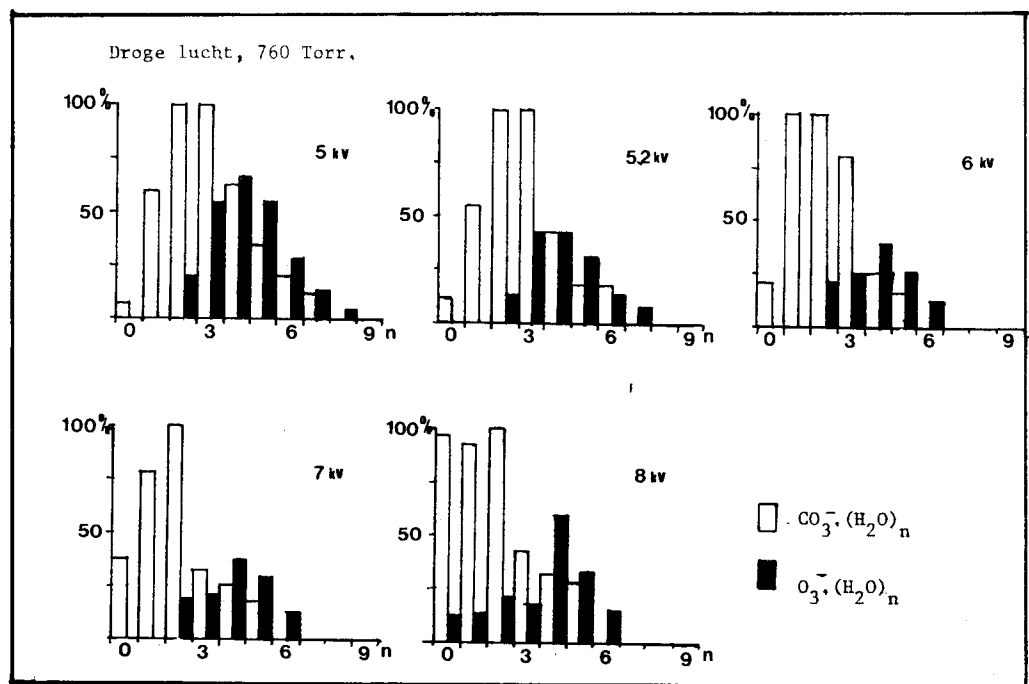 Droge lucht, 760 Torr.
100%
50
5 kV
0 3 6 9 n
100%
50
5.2 kV
0 3 6 9 n
100%
50
6 kV
0 3 6 9
100%
50
7 kV
0 3 6 9 n
100%
50
8 kV
0 3 6 9 n
CO₃⁻.(H₂O)ₙ
O₃⁻.(H₂O)ₙ